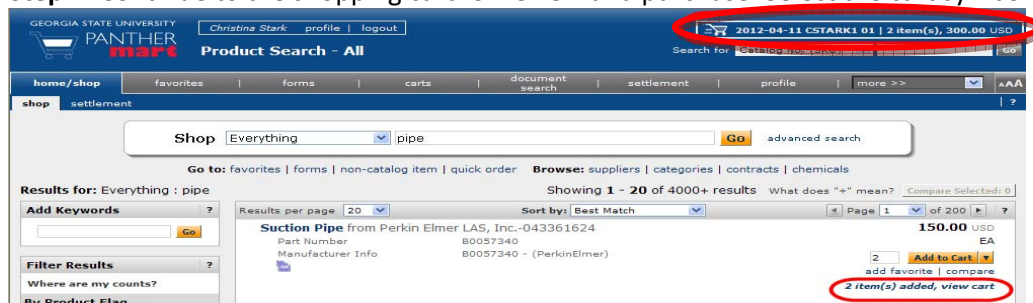 GEORGIA STATE UNIVERSITY
PANTHER
mart
Christina Stark profile | logout
2012-04-11 CSTARK1 01 | 2 item(s), 300.00 USD
Product Search - All
Search for
Go
home/shop favorites | forms | carts | document search | settlement | profile | more >> AAA
shop settlement | ?
Shop Everything pipe Go advanced search
Go to: favorites | forms | non-catalog item | quick order Browse: suppliers | categories | contracts | chemicals
Results for: Everything : pipe Showing 1 - 20 of 4000+ results What does "+" mean? Compare Selected: 0
Add Keywords ? Results per page 20 Sort by: Best Match Page 1 of 200 ?
Suction Pipe from Perkin Elmer LAS, Inc.-043361624 150.00 USD
Go Part Number B0057340 EA
Manufacturer Info B0057340 - (PerkinElmer) 2 Add to Cart
Filter Results ? add favorite | compare
Where are my counts? 2 item(s) added, view cart
By Product Flag